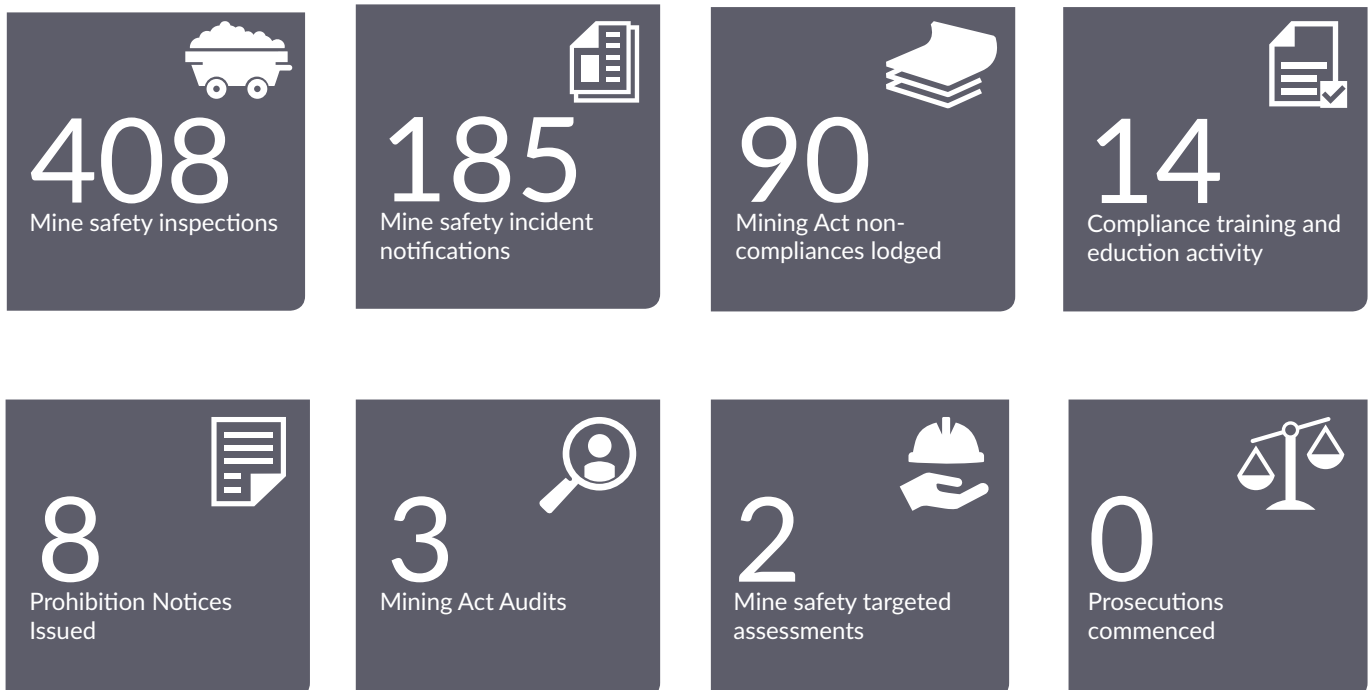 408
Mine safety inspections
185
Mine safety incident
notifications
90
Mining Act non-
compliances lodged
14
Compliance training and
eduction activity
8
Prohibition Notices
Issued
3
Mining Act Audits
2
Mine safety targeted
assessments
0
Prosecutions
commenced